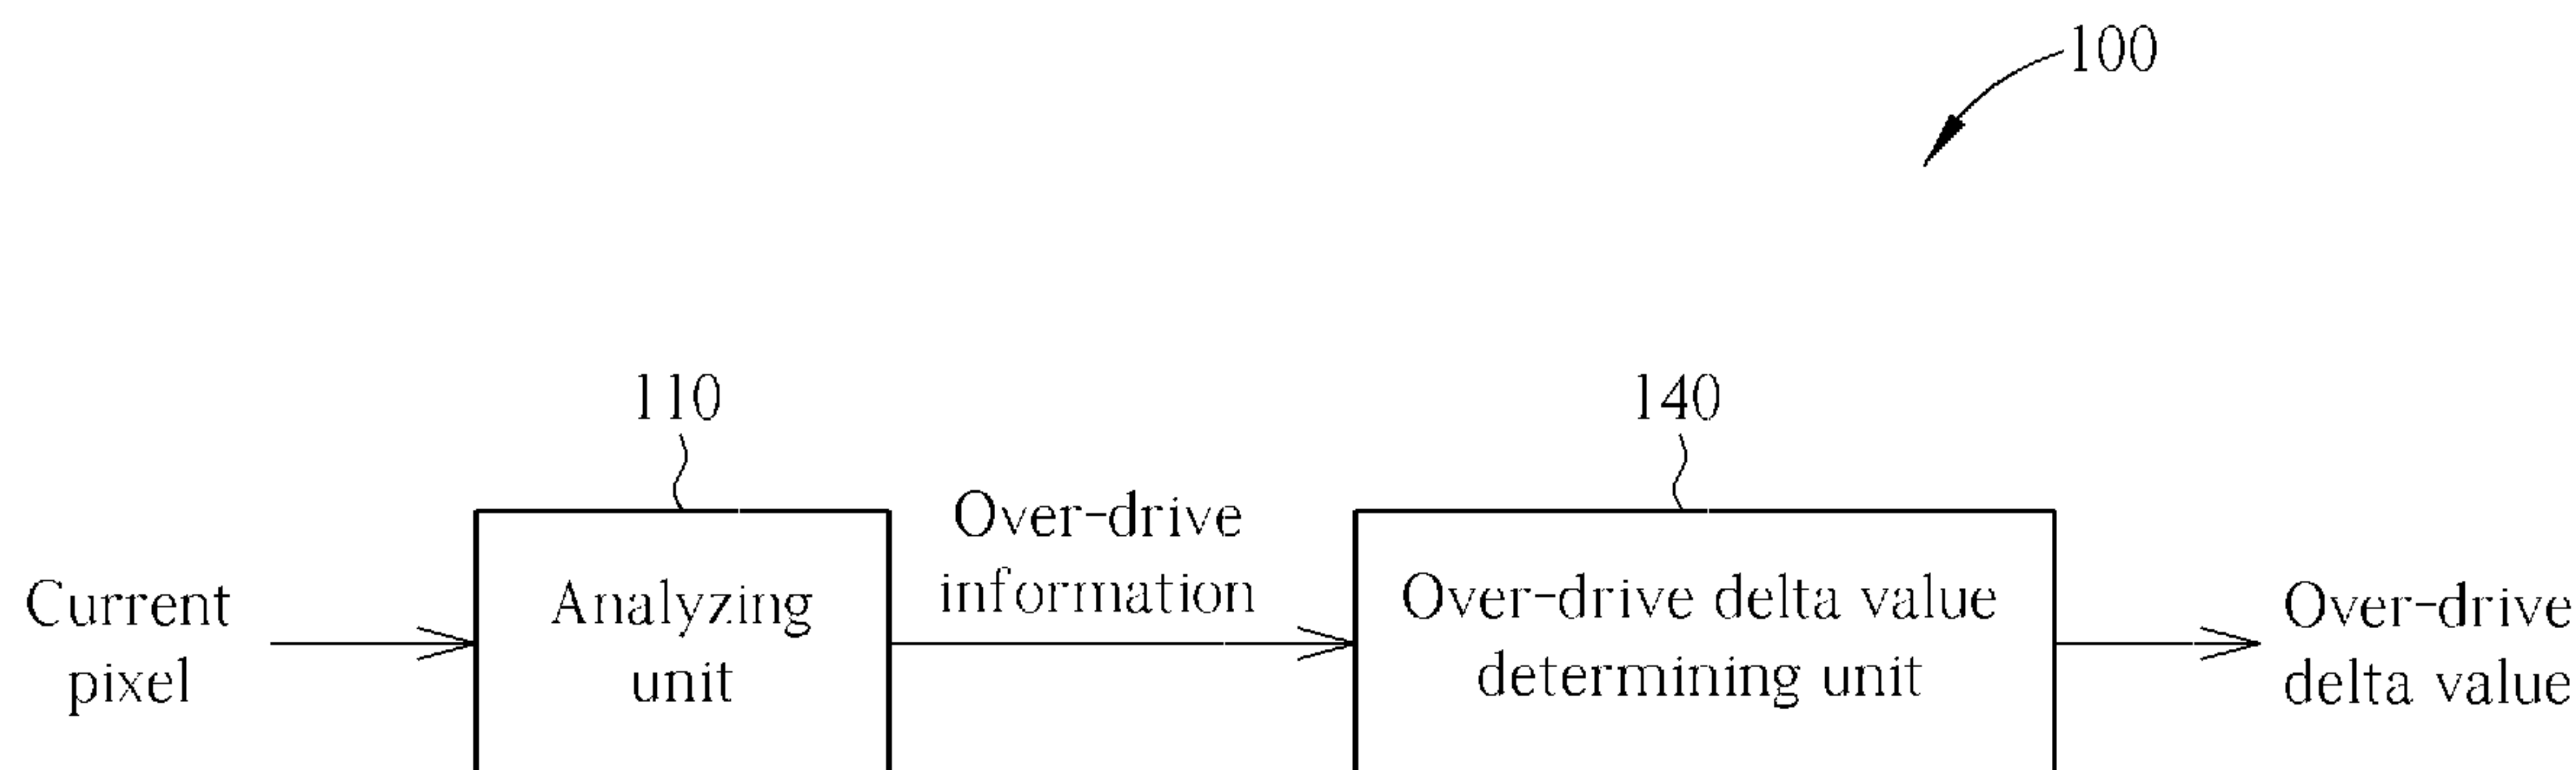 100
110
140
Over-drive
information
Current
pixel
Analyzing
unit
Over-drive delta value
determining unit
Over-drive
delta value